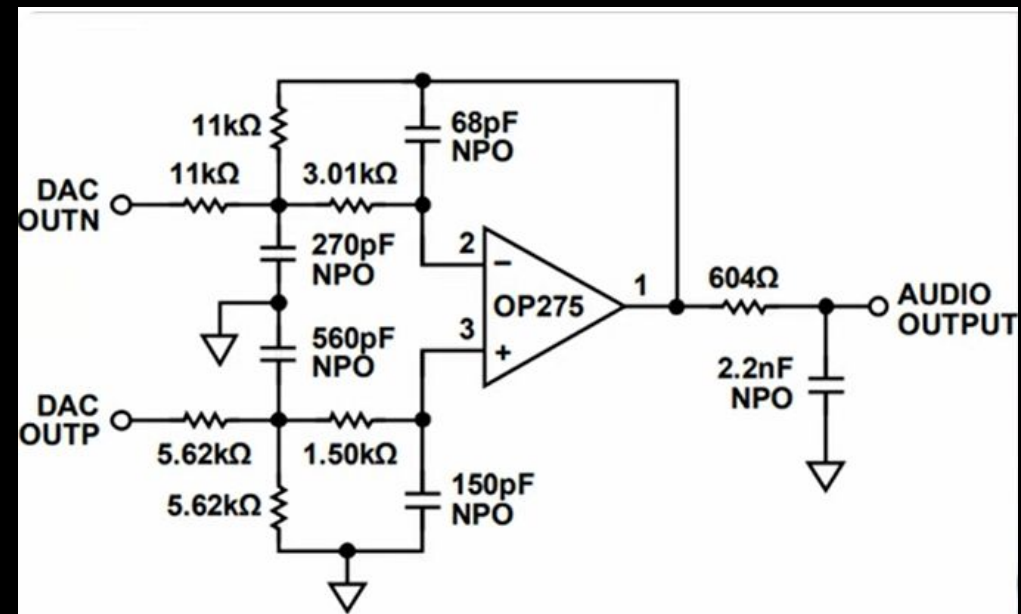 11kΩ
68pF
NPO
11kΩ
3.01kΩ
DAC
OUTN
270pF
NPO
2
−
1
604Ω
AUDIO
OUTPUT
OP275
3
+
560pF
NPO
2.2nF
NPO
DAC
OUTP
5.62kΩ
1.50kΩ
5.62kΩ
150pF
NPO